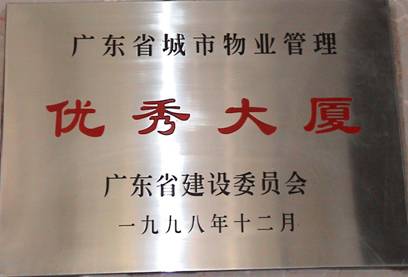 广东省城市物业管理
优秀大厦
广东省建设委员会
一九九八年十二月